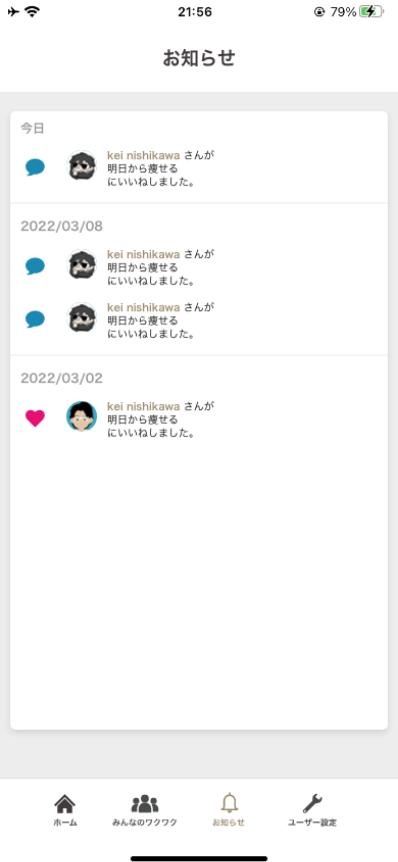 21:56
79%
お知らせ
今日
kei nishikawa さんが
明日から痩せる
にいいねしました。
2022/03/08
kei nishikawa さんが
明日から痩せる
にいいねしました。
kei nishikawa さんが
明日から痩せる
にいいねしました。
2022/03/02
kei nishikawa さんが
明日から痩せる
にいいねしました。
ホーム
みんなのワクワク
お知らせ
ユーザー設定